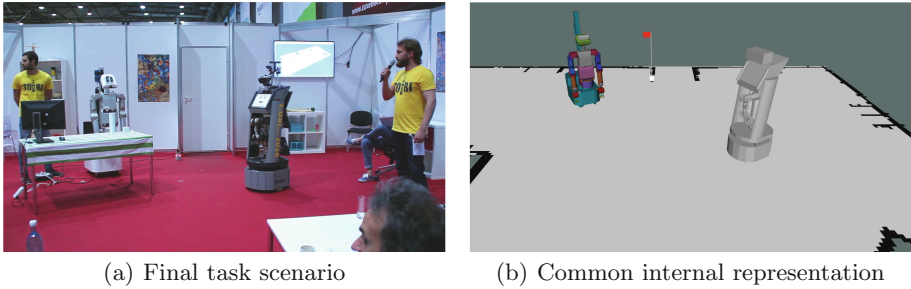 (a) Final task scenario
(b) Common internal representation